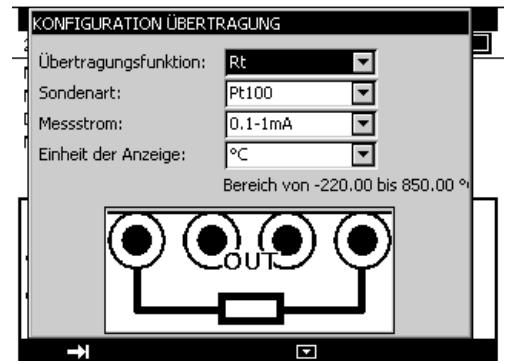 KONFIGURATION ÜBERTRAGUNG
Übertragungsfunktion: Rt
Sondenart: Pt100
Messstrom: 0.1-1mA
Einheit der Anzeige: °C
Bereich von -220.00 bis 850.00 °
OUT